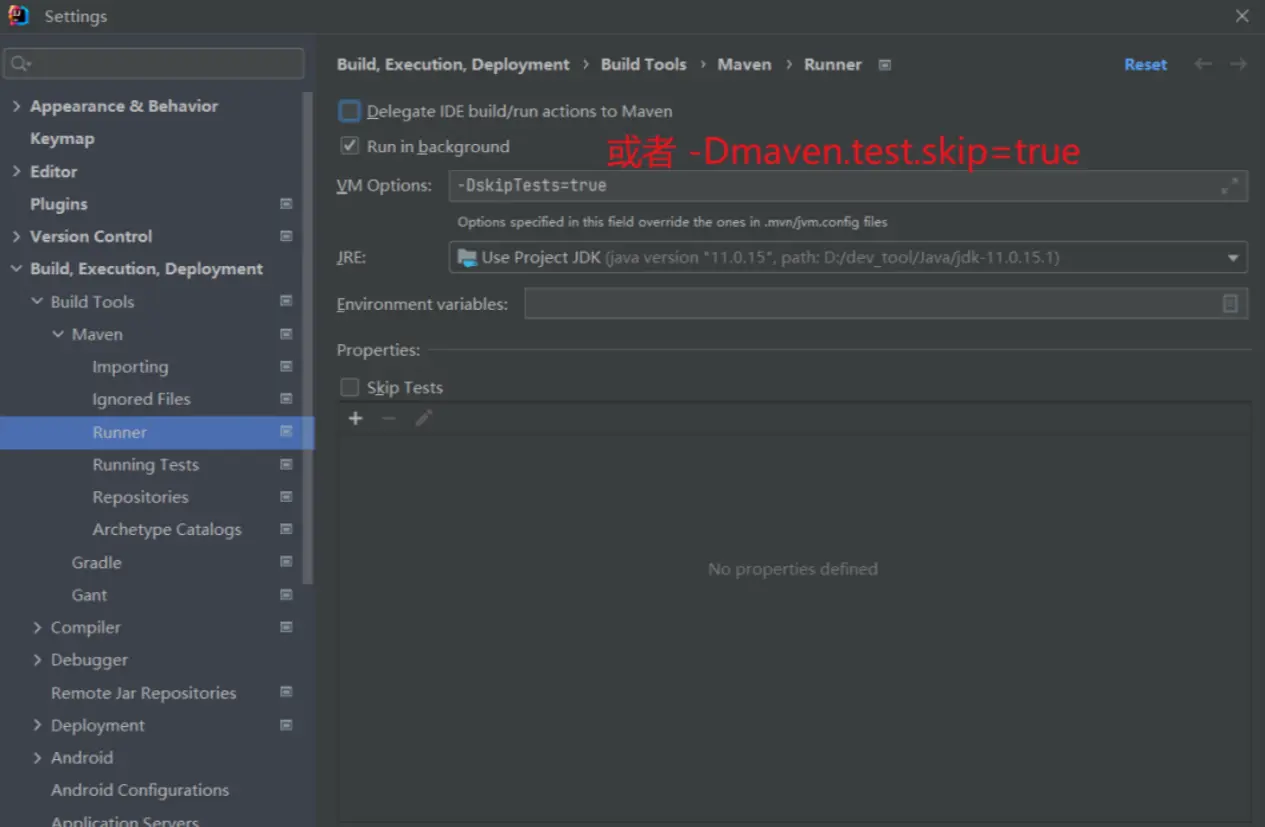 Settings
Build, Execution, Deployment › Build Tools › Maven › Runner
Reset
Appearance & Behavior
Keymap
Editor
Plugins
Version Control
Build, Execution, Deployment
Build Tools
Maven
Importing
Ignored Files
Runner
Running Tests
Repositories
Archetype Catalogs
Gradle
Gant
Compiler
Debugger
Remote Jar Repositories
Deployment
Android
Android Configurations
Application Servers
Delegate IDE build/run actions to Maven
Run in background
或者 -Dmaven.test.skip=true
VM Options: -DskipTests=true
Options specified in this field override the ones in .mvn/jvm.config files
JRE: Use Project JDK (java version "11.0.15", path: D:/dev_tool/Java/jdk-11.0.15.1)
Environment variables:
Properties:
Skip Tests
No properties defined